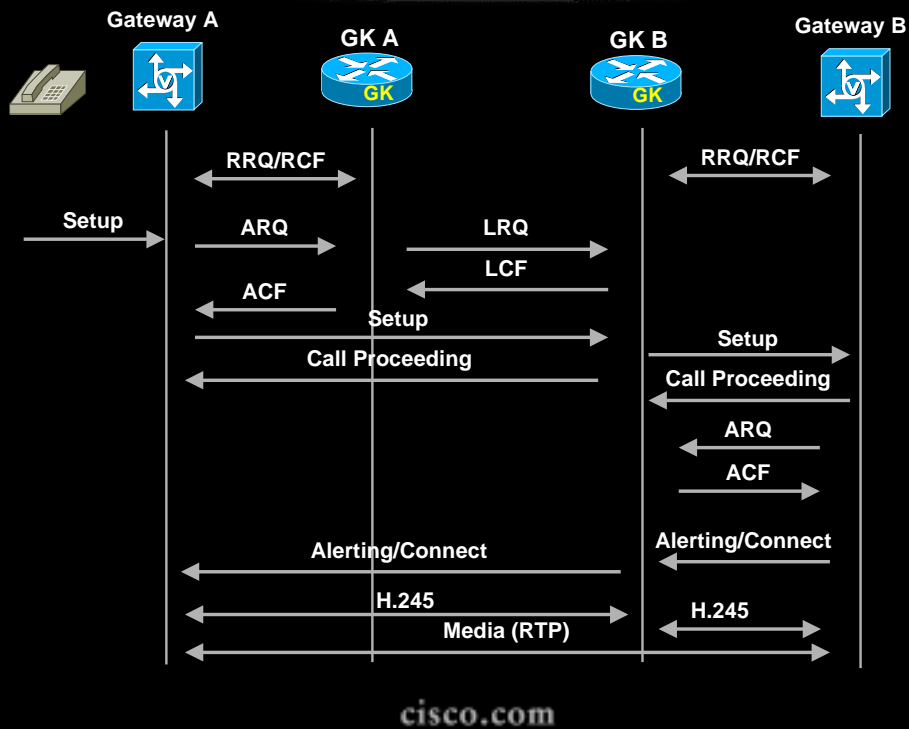 Gateway A
GK A
GK B
Gateway B
V
GK
GK
V
RRQ/RCF
RRQ/RCF
Setup
ARQ
LRQ
LCF
ACF
Setup
Setup
Call Proceeding
Call Proceeding
ARQ
ACF
Alerting/Connect
Alerting/Connect
H.245
H.245
Media (RTP)
cisco.com